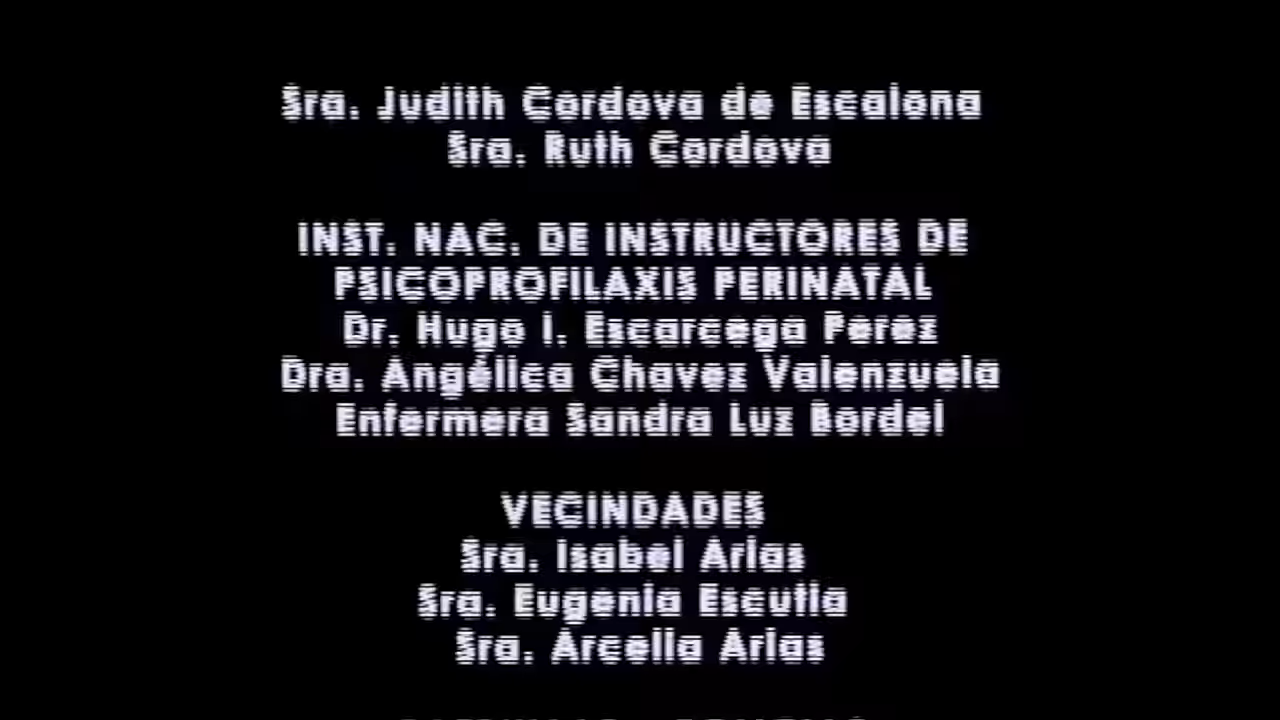 Sra. Judith Cordova de Escalona
Sra. Ruth Cordova
INST. NAC. DE INSTRUCTORES DE
PSICOPROFILAXIS PERINATAL
Dr. Hugo I. Escarcega Perez
Dra. Angélica Chavez Valenzuela
Enfermera Sandra Luz Bordel
VECINDADES
Sra. Isabel Arias
Sra. Eugenia Escutia
Sra. Arcelia Arias